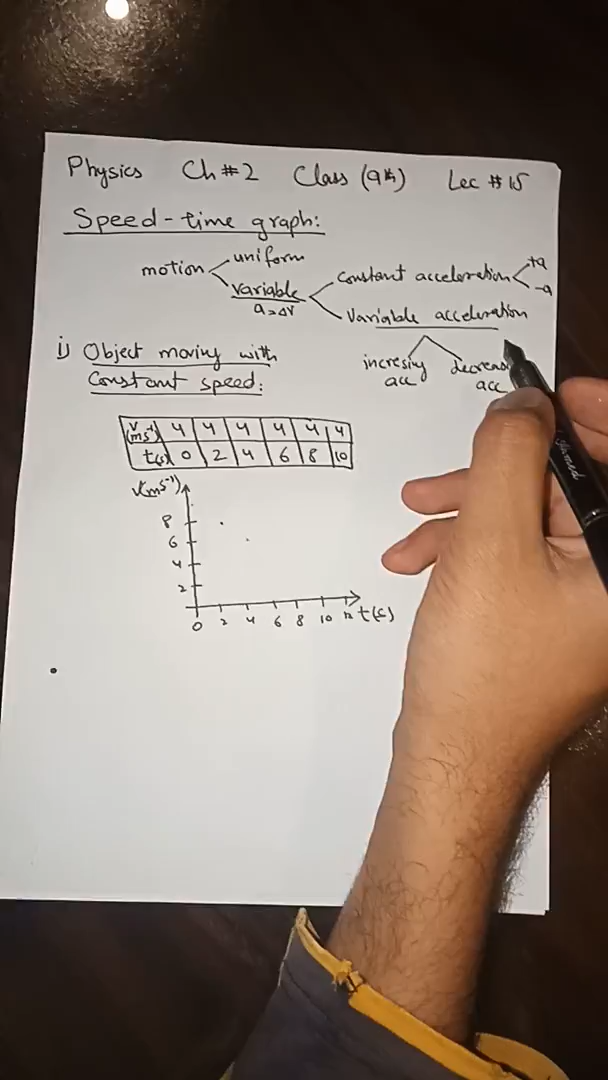 Physics Ch #2 Class (9th) Lec #15
Speed-time graph:
motion uniform
variable
a=ΔV
Constant acceleration +a
-a
Variable acceleration
incresing
acc
acc
i) Object moving with
Constant speed:
V(ms⁻¹) 4 4 4 4 4 4
t(s) 0 2 4 6 8 10
V(ms⁻¹)
8
6
4
2
0 2 4 6 8 10 12 t(s)